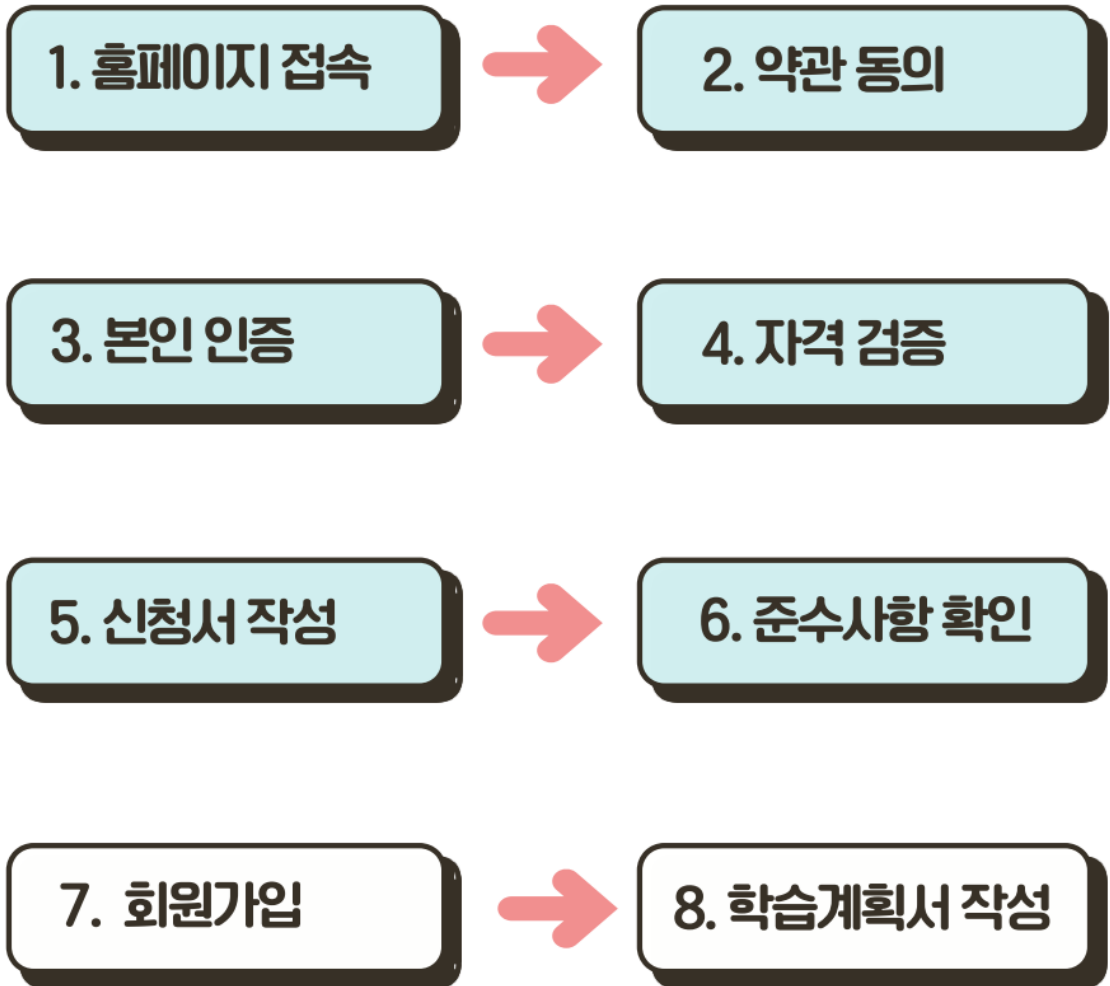 1. 홈페이지 접속
2. 약관 동의
3. 본인 인증
4. 자격 검증
5. 신청서 작성
6. 준수사항 확인
7. 회원가입
8. 학습계획서 작성